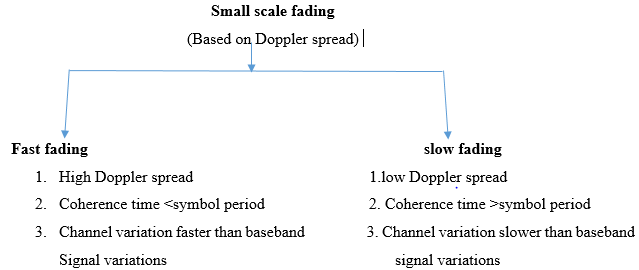 Small scale fading
(Based on Doppler spread)
Fast fading
1. High Doppler spread
2. Coherence time <symbol period
3. Channel variation faster than baseband
Signal variations
slow fading
1.low Doppler spread
2. Coherence time >symbol period
3. Channel variation slower than baseband
signal variations